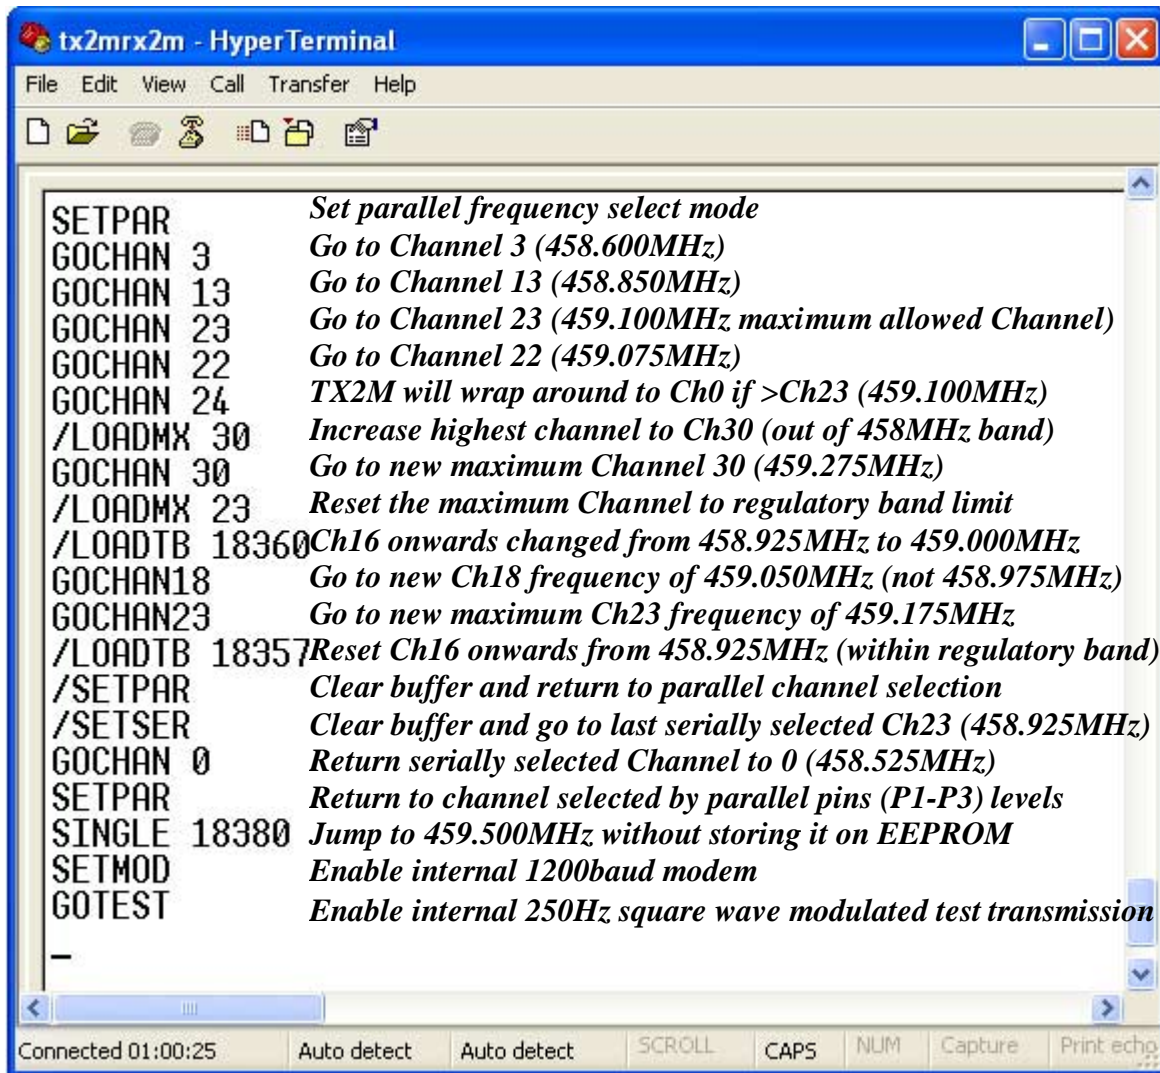 tx2mrx2m - HyperTerminal
File Edit View Call Transfer Help
SETPAR Set parallel frequency select mode
GOCHAN 3 Go to Channel 3 (458.600MHz)
GOCHAN 13 Go to Channel 13 (458.850MHz)
GOCHAN 23 Go to Channel 23 (459.100MHz maximum allowed Channel)
GOCHAN 22 Go to Channel 22 (459.075MHz)
GOCHAN 24 TX2M will wrap around to Ch0 if >Ch23 (459.100MHz)
/LOADMX 30 Increase highest channel to Ch30 (out of 458MHz band)
GOCHAN 30 Go to new maximum Channel 30 (459.275MHz)
/LOADMX 23 Reset the maximum Channel to regulatory band limit
/LOADTB 18360 Ch16 onwards changed from 458.925MHz to 459.000MHz
GOCHAN18 Go to new Ch18 frequency of 459.050MHz (not 458.975MHz)
GOCHAN23 Go to new maximum Ch23 frequency of 459.175MHz
/LOADTB 18357 Reset Ch16 onwards from 458.925MHz (within regulatory band)
/SETPAR Clear buffer and return to parallel channel selection
/SETSER Clear buffer and go to last serially selected Ch23 (458.925MHz)
GOCHAN 0 Return serially selected Channel to 0 (458.525MHz)
SETPAR Return to channel selected by parallel pins (P1-P3) levels
SINGLE 18380 Jump to 459.500MHz without storing it on EEPROM
SETMOD Enable internal 1200baud modem
GOTEST Enable internal 250Hz square wave modulated test transmission
_
Connected 01:00:25 Auto detect Auto detect SCROLL CAPS NUM Capture Print echo